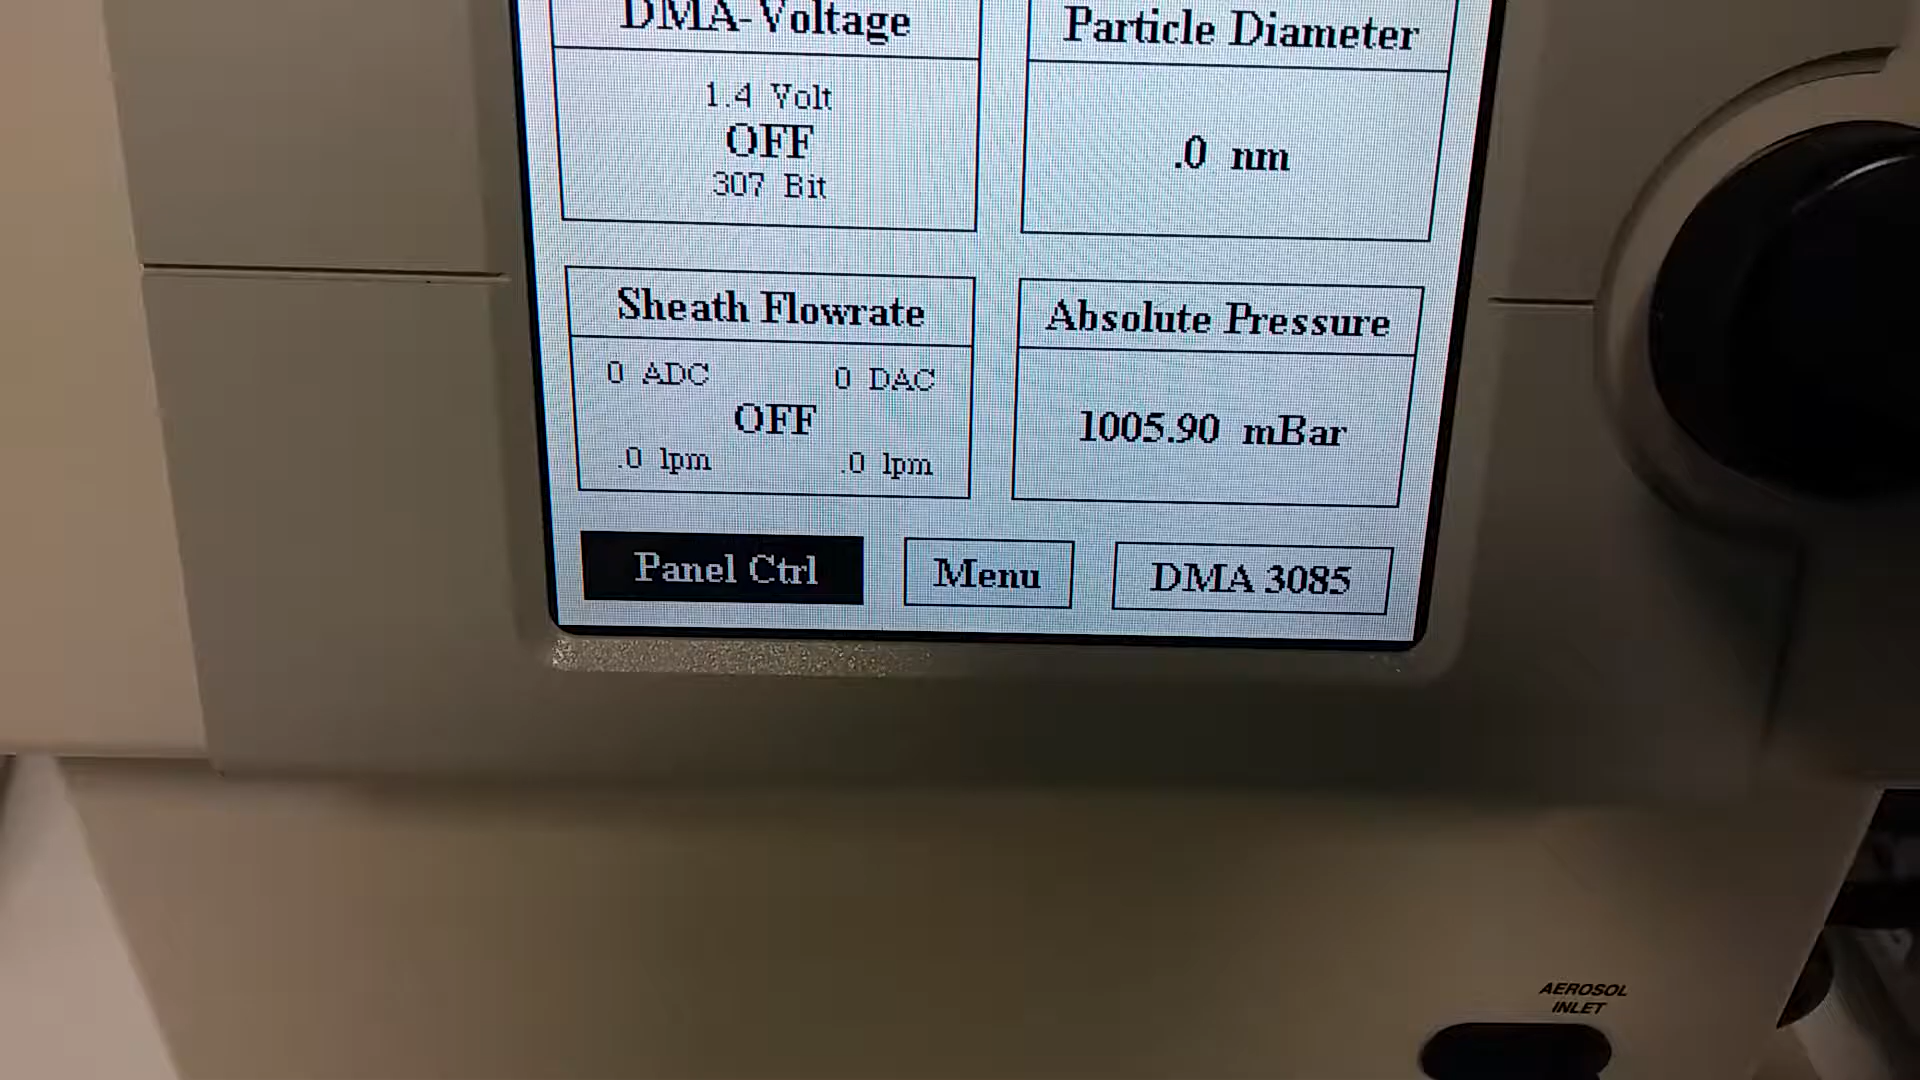 DMA-Voltage
1.4 Volt
OFF
307 Bit
Particle Diameter
.0 nm
Sheath Flowrate
0 ADC 0 DAC
OFF
.0 lpm .0 lpm
Absolute Pressure
1005.90 mBar
Panel Ctrl
Menu
DMA 3085
AEROSOL
INLET